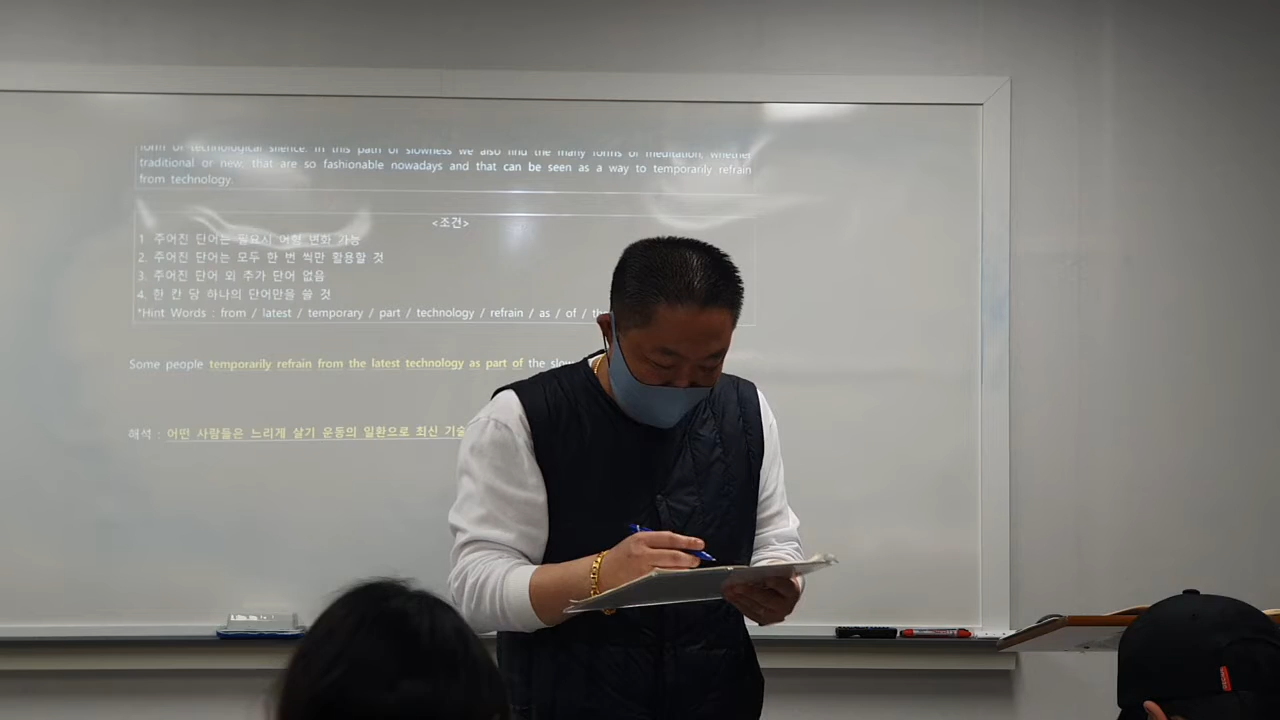 form of technological silence. In this path of slowness we also find the many forms of meditation, whether
traditional or new, that are so fashionable nowadays and that can be seen as a way to temporarily refrain
from technology.
<조건>
1. 주어진 단어는 필요시 어형 변화 가능
2. 주어진 단어는 모두 한 번 씩만 활용할 것
3. 주어진 단어 외 추가 단어 없음
4. 한 칸 당 하나의 단어만을 쓸 것
*Hint Words : from / latest / temporary / part / technology / refrain / as / of /
Some people temporarily refrain from the latest technology as part of the
해석 : 어떤 사람들은 느리게 살기 운동의 일환으로 최신